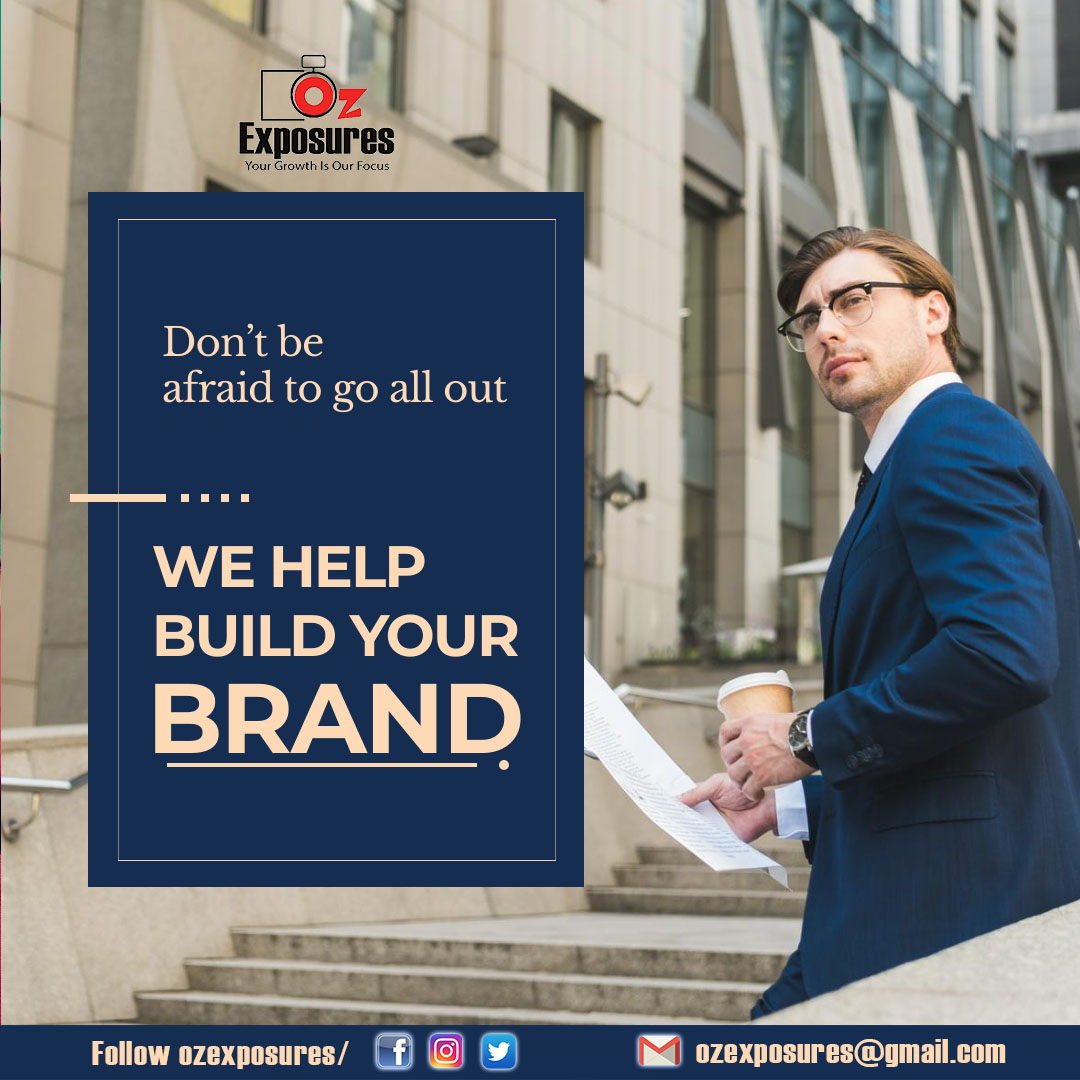 Oz
Exposures
Your Growth Is Our Focus
Don’t be
afraid to go all out
WE HELP
BUILD YOUR
BRAND
Follow ozexposures/
ozexposures@gmail.com